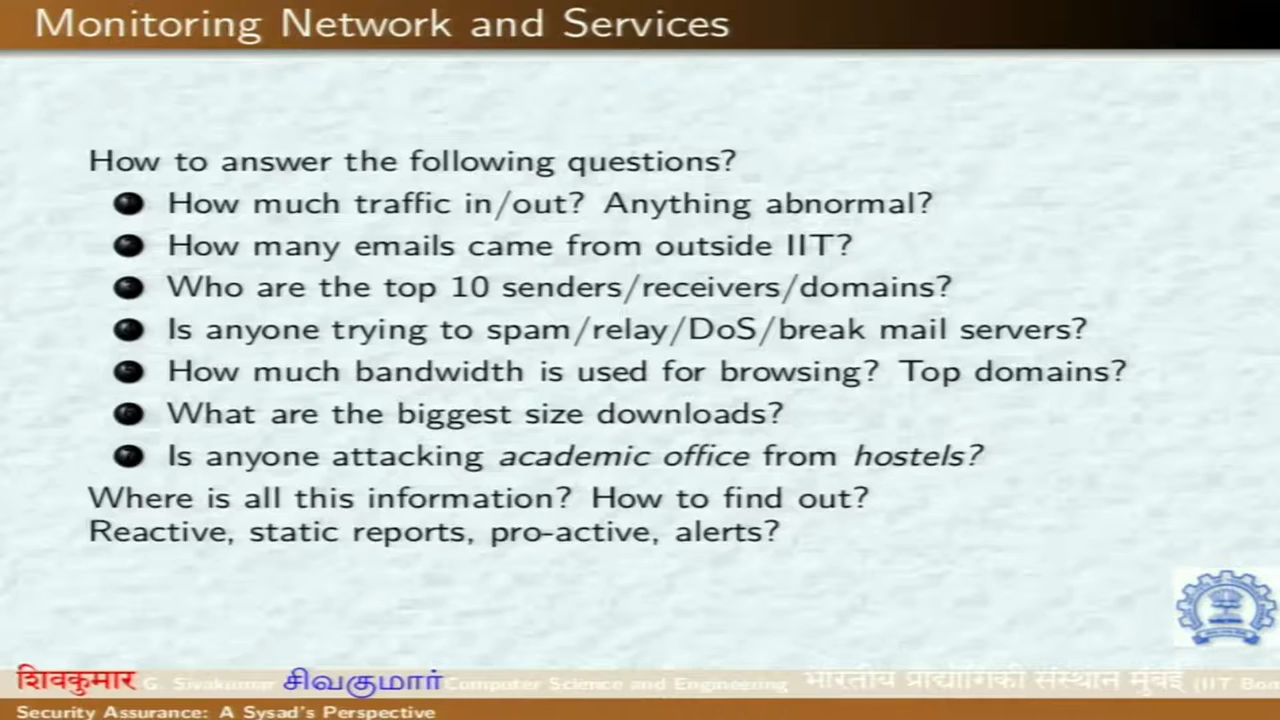 Monitoring Network and Services
How to answer the following questions?
How much traffic in/out? Anything abnormal?
How many emails came from outside IIT?
Who are the top 10 senders/receivers/domains?
Is anyone trying to spam/relay/DoS/break mail servers?
How much bandwidth is used for browsing? Top domains?
What are the biggest size downloads?
Is anyone attacking academic office from hostels?
Where is all this information? How to find out?
Reactive, static reports, pro-active, alerts?
शिवकुमार G. Sivakumar சிவகுமார் Computer Science and Engineering भारतीय प्रौद्योगिकी संस्थान मुंबई (IIT Bom
Security Assurance: A Sysad's Perspective